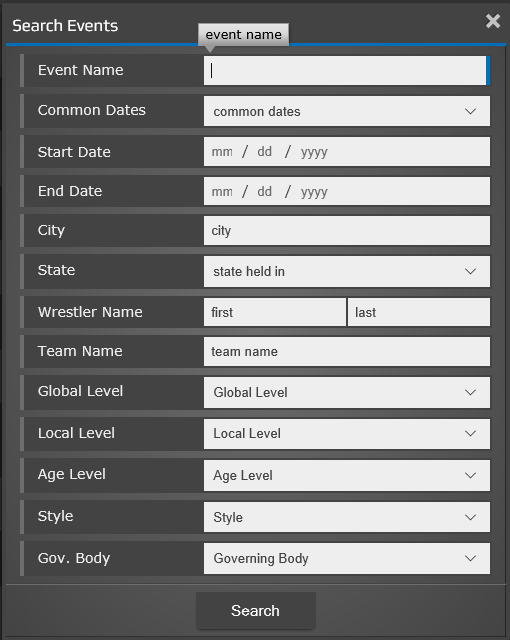 Search Events
event name
Event Name
Common Dates common dates
Start Date mm / dd / yyyy
End Date mm / dd / yyyy
City city
State state held in
Wrestler Name first last
Team Name team name
Global Level Global Level
Local Level Local Level
Age Level Age Level
Style Style
Gov. Body Governing Body
Search